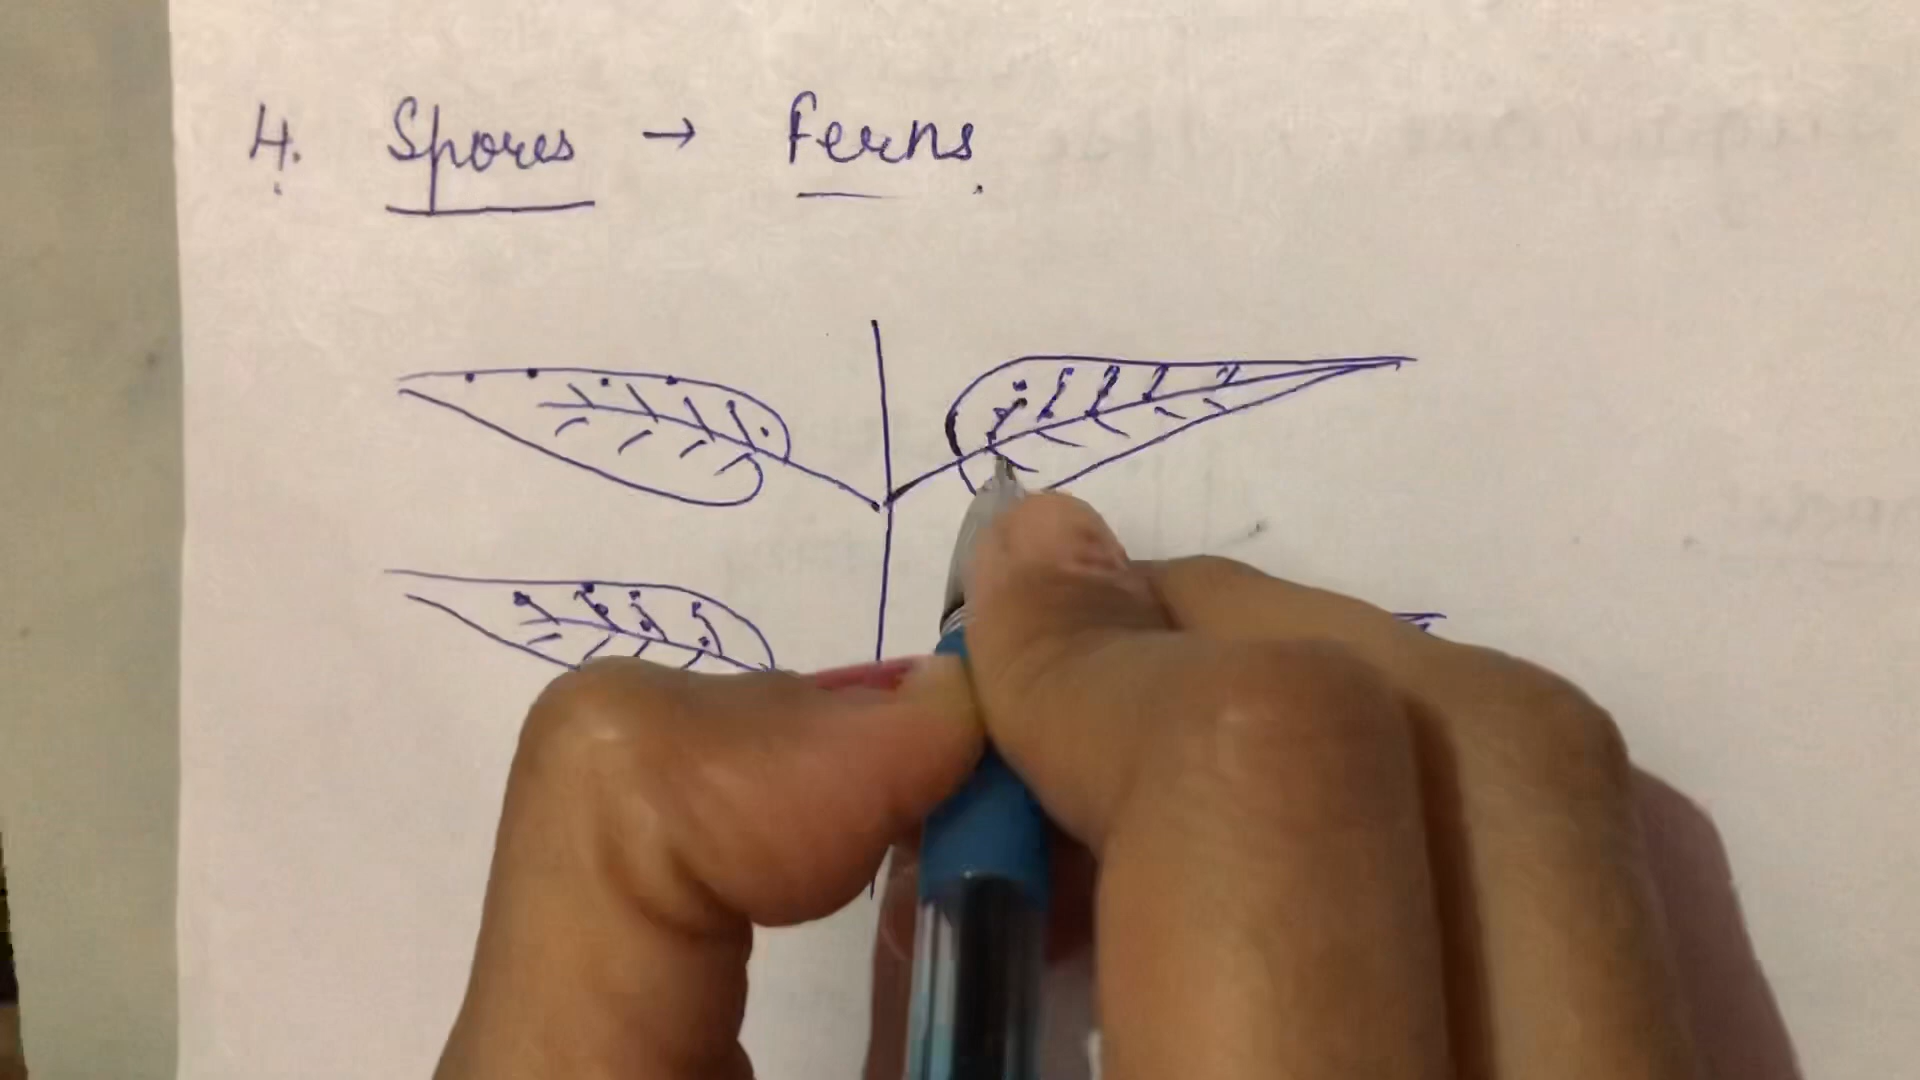 4. Spores → Ferns.